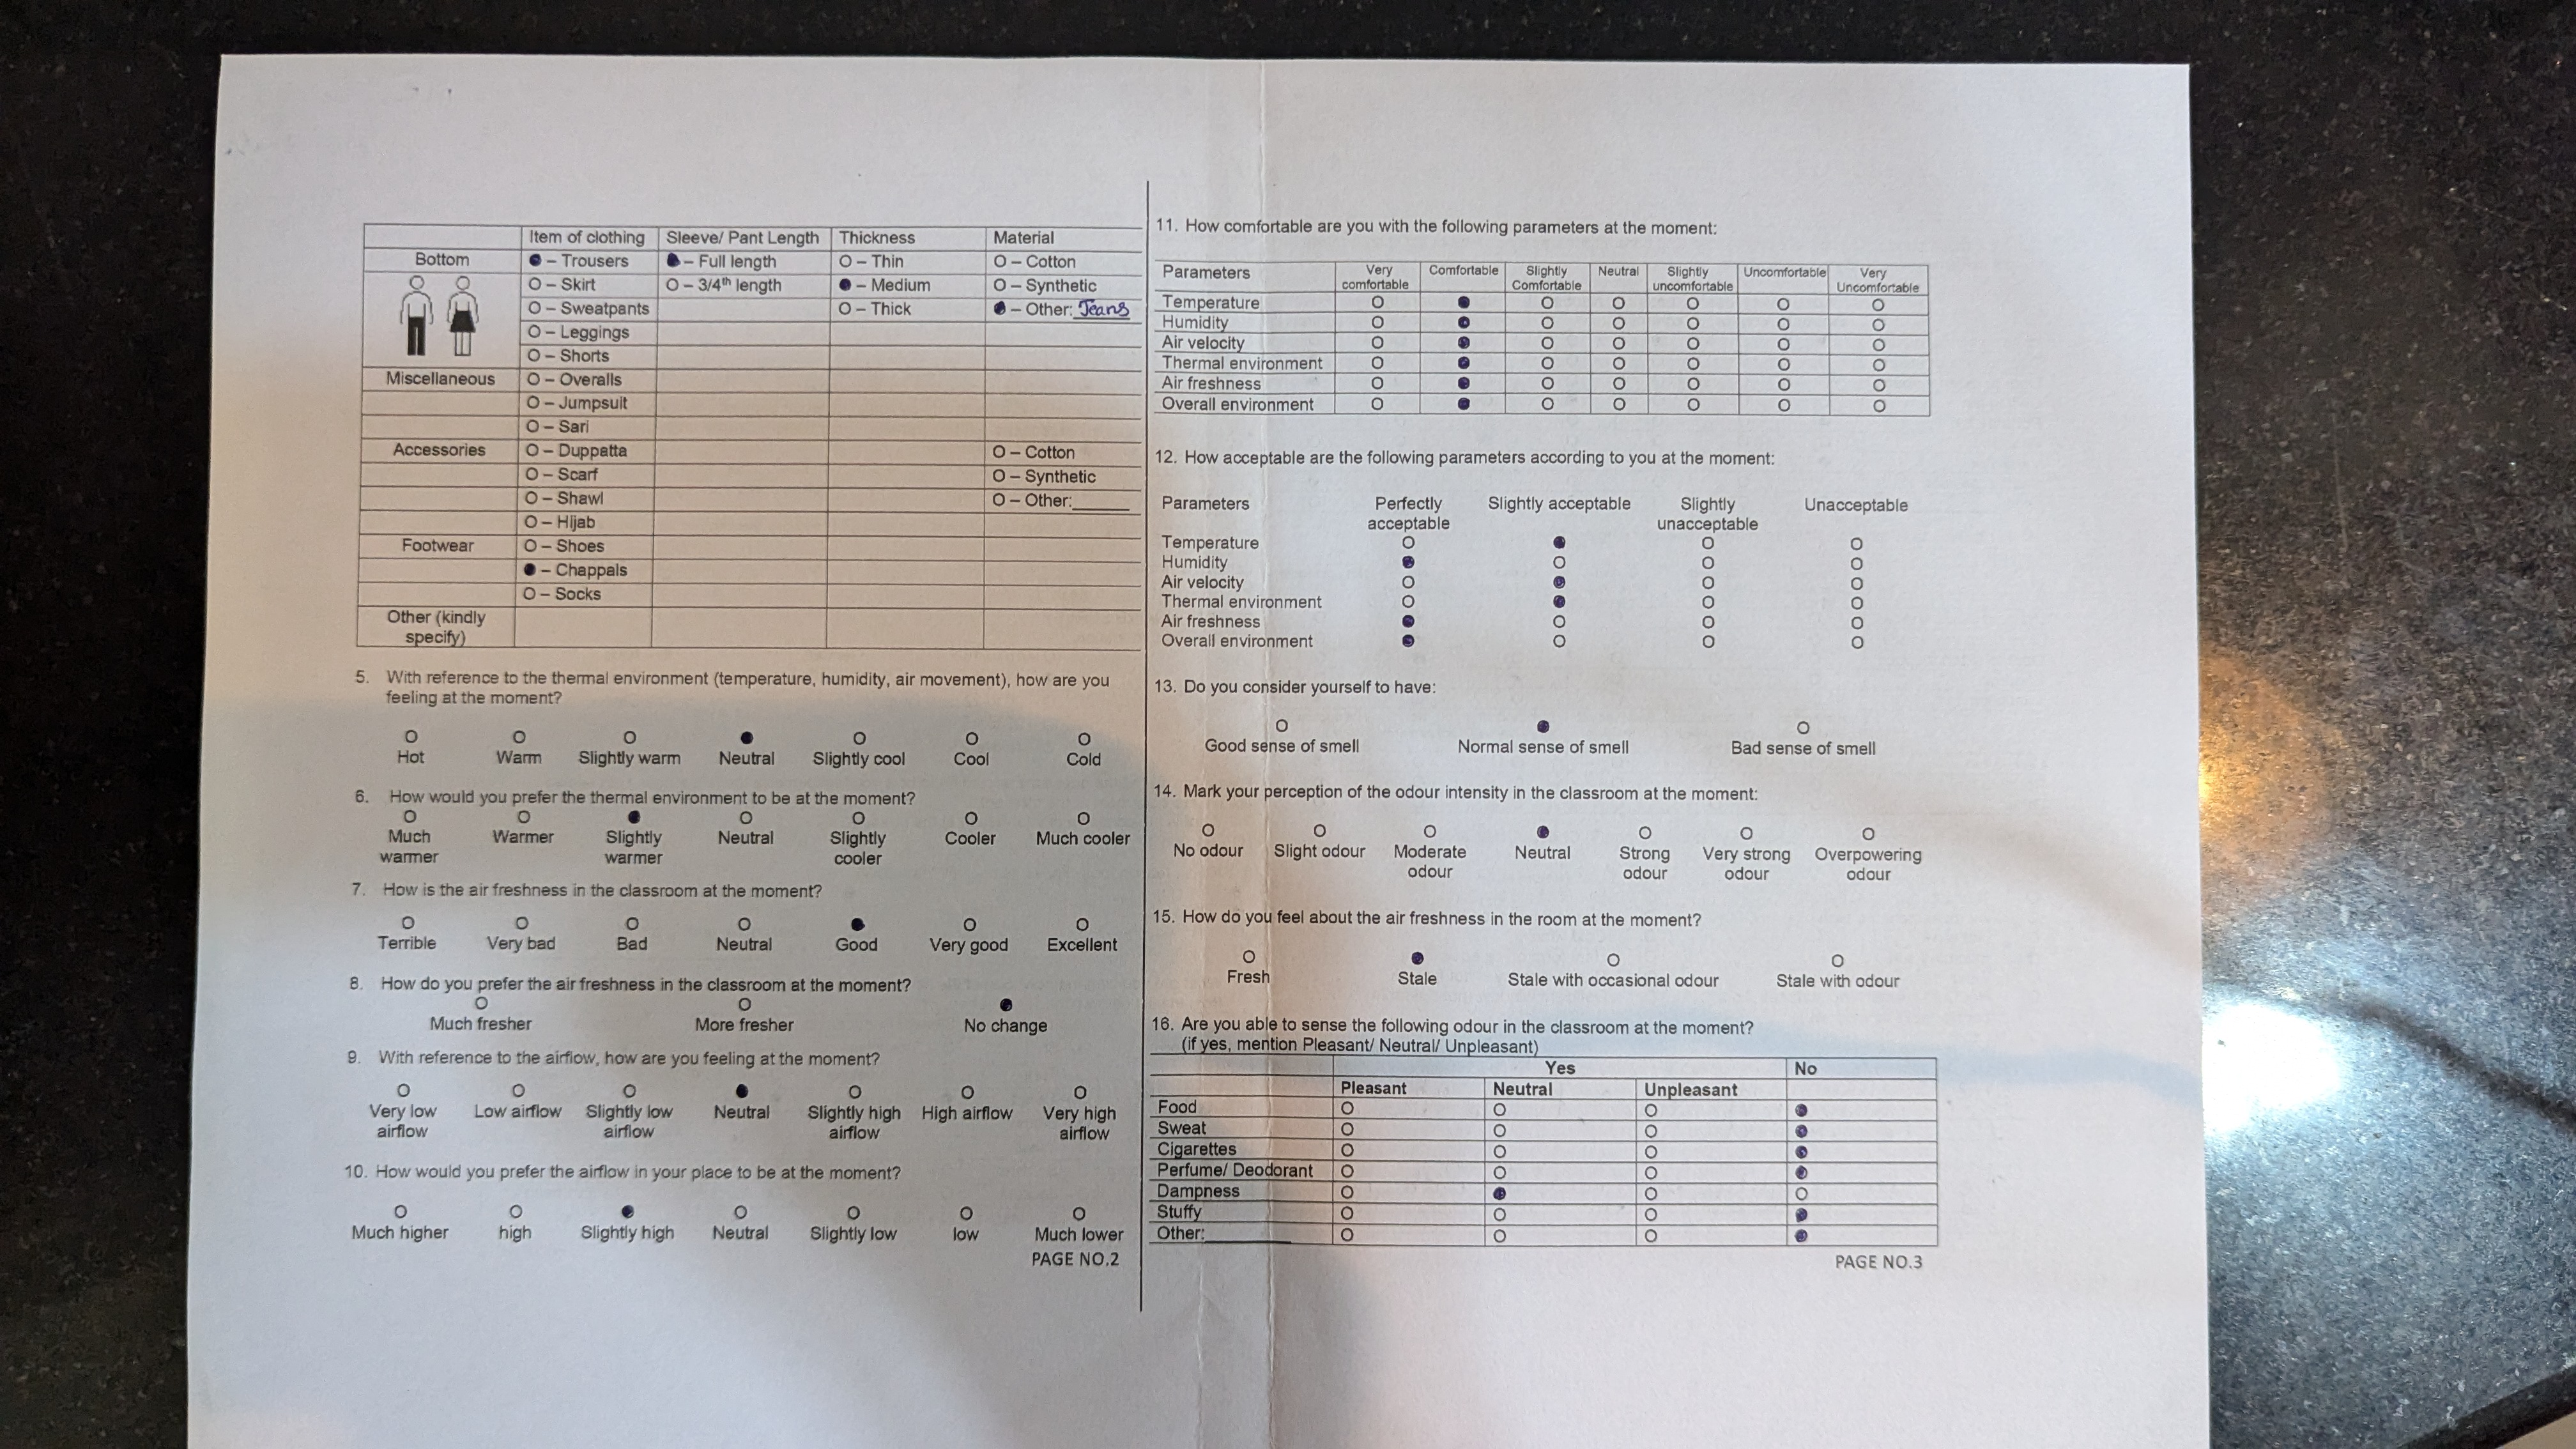 Item of clothing Sleeve/ Pant Length Thickness Material
Bottom ● – Trousers ● – Full length O – Thin O – Cotton
O – Skirt O – 3/4th length ● – Medium O – Synthetic
O – Sweatpants O – Thick ● – Other: Jeans
O – Leggings
O – Shorts
Miscellaneous O – Overalls
O – Jumpsuit
O – Sari
Accessories O – Duppatta O – Cotton
O – Scarf O – Synthetic
O – Shawl O – Other:______
O – Hijab
Footwear O – Shoes
● – Chappals
O – Socks
Other (kindly
specify)
5. With reference to the thermal environment (temperature, humidity, air movement), how are you
feeling at the moment?
O O O ● O O O
Hot Warm Slightly warm Neutral Slightly cool Cool Cold
6. How would you prefer the thermal environment to be at the moment?
O O ● O O O O
Much Warmer Slightly Neutral Slightly Cooler Much cooler
warmer warmer cooler
7. How is the air freshness in the classroom at the moment?
O O O O ● O O
Terrible Very bad Bad Neutral Good Very good Excellent
8. How do you prefer the air freshness in the classroom at the moment?
O O ●
Much fresher More fresher No change
9. With reference to the airflow, how are you feeling at the moment?
O O O ● O O O
Very low Low airflow Slightly low Neutral Slightly high High airflow Very high
airflow airflow airflow airflow
10. How would you prefer the airflow in your place to be at the moment?
O O ● O O O O
Much higher high Slightly high Neutral Slightly low low Much lower
PAGE NO.2
11. How comfortable are you with the following parameters at the moment:
Parameters Very Comfortable Slightly Neutral Slightly Uncomfortable Very
comfortable Comfortable uncomfortable Uncomfortable
Temperature O ● O O O O O
Humidity O ● O O O O O
Air velocity O ● O O O O O
Thermal environment O ● O O O O O
Air freshness O ● O O O O O
Overall environment O ● O O O O O
12. How acceptable are the following parameters according to you at the moment:
Parameters Perfectly Slightly acceptable Slightly Unacceptable
acceptable unacceptable
Temperature O ● O O
Humidity ● O O O
Air velocity O ● O O
Thermal environment O ● O O
Air freshness ● O O O
Overall environment ● O O O
13. Do you consider yourself to have:
O ● O
Good sense of smell Normal sense of smell Bad sense of smell
14. Mark your perception of the odour intensity in the classroom at the moment:
O O O ● O O O
No odour Slight odour Moderate Neutral Strong Very strong Overpowering
odour odour odour odour
15. How do you feel about the air freshness in the room at the moment?
O ● O O
Fresh Stale Stale with occasional odour Stale with odour
16. Are you able to sense the following odour in the classroom at the moment?
(if yes, mention Pleasant/ Neutral/ Unpleasant)
Yes No
Pleasant Neutral Unpleasant
Food O O O ●
Sweat O O O ●
Cigarettes O O O ●
Perfume/ Deodorant O O O ●
Dampness O ● O O
Stuffy O O O ●
Other:________ O O O ●
PAGE NO.3